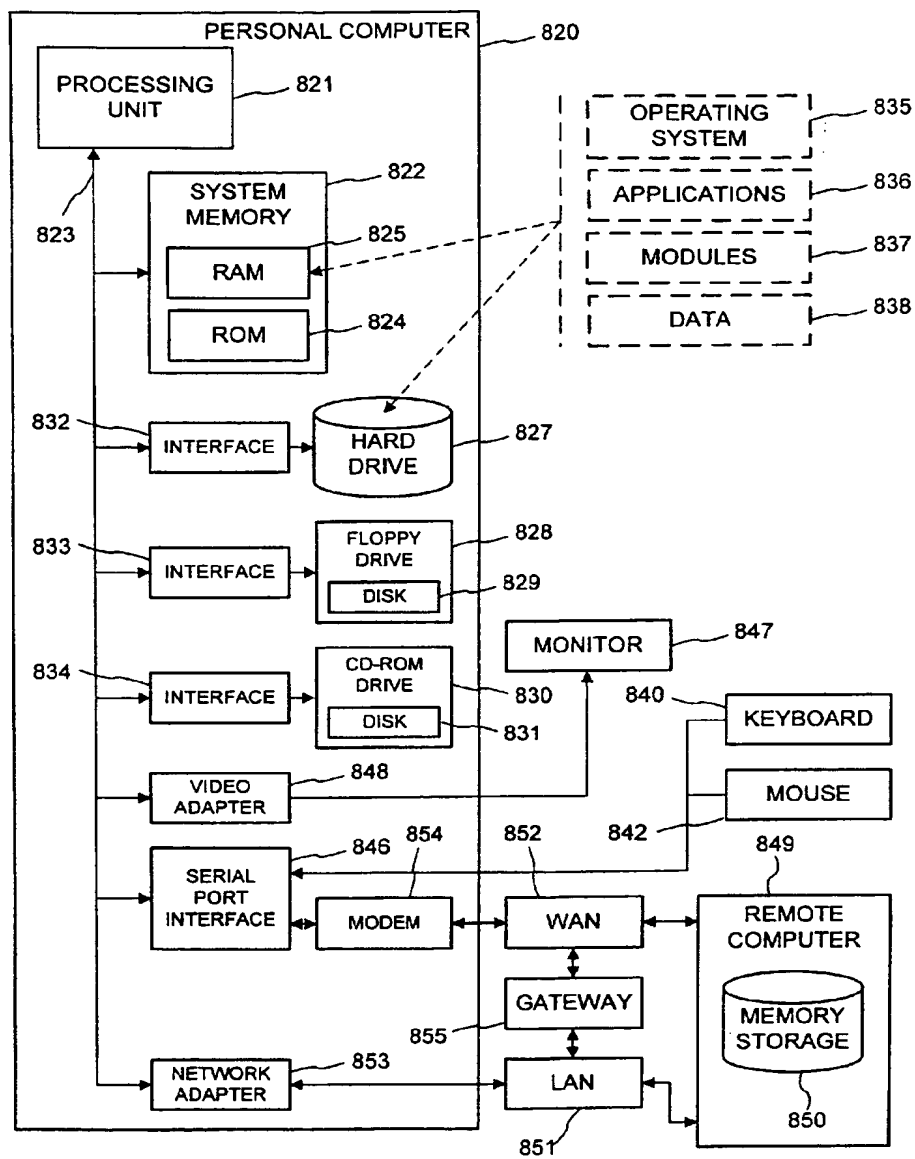 PERSONAL COMPUTER
820
PROCESSING
UNIT
821
823
SYSTEM
MEMORY
822
RAM
825
ROM
824
OPERATING
SYSTEM
835
APPLICATIONS
836
MODULES
837
DATA
838
832
INTERFACE
HARD
DRIVE
827
833
INTERFACE
FLOPPY
DRIVE
828
DISK
829
834
INTERFACE
CD-ROM
DRIVE
830
DISK
831
MONITOR
847
840
KEYBOARD
MOUSE
842
VIDEO
ADAPTER
848
846
SERIAL
PORT
INTERFACE
854
MODEM
852
WAN
849
REMOTE
COMPUTER
MEMORY
STORAGE
850
GATEWAY
855
NETWORK
ADAPTER
853
LAN
851